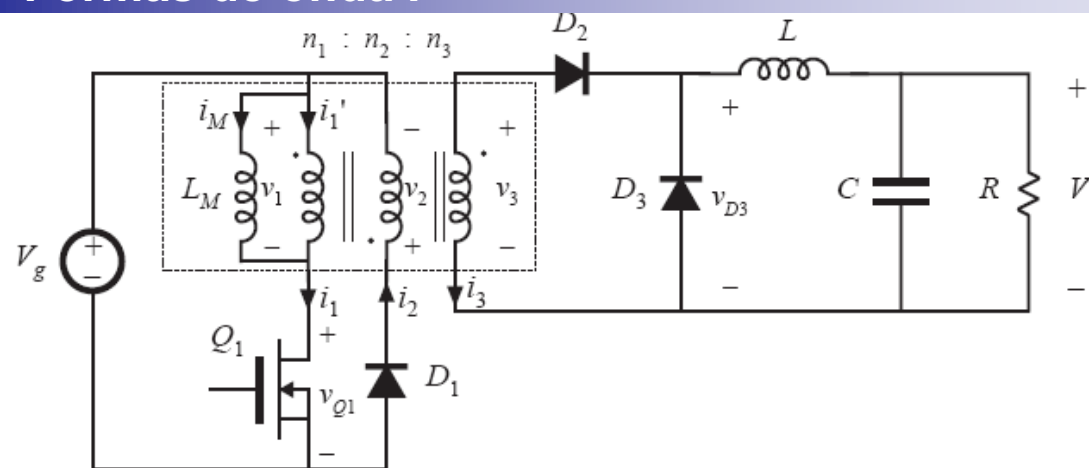 n1 : n2 : n3
D2
L
iM
+
i1'
−
+
+
+
LM
v1
v2
v3
D3
vD3
C
R
V
−
+
−
−
−
Vg
+
−
i1
i2
i3
Q1
+
vQ1
−
D1